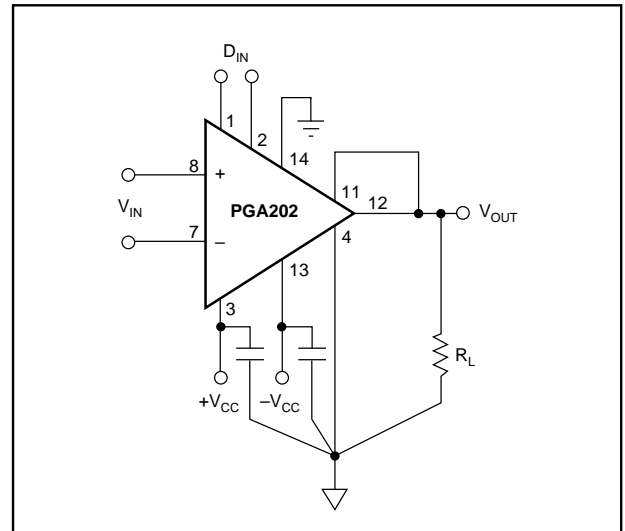 D_IN
1
2
14
8
+
11
V_IN
PGA202
12
V_OUT
7
–
4
13
3
R_L
+V_CC
–V_CC